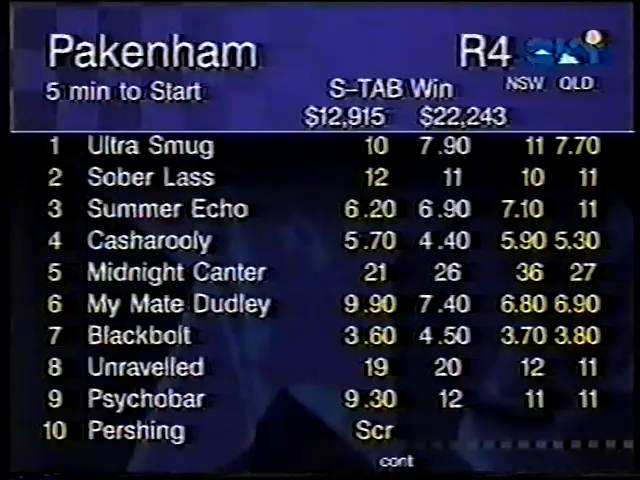 Pakenham R4 SKY
5 min to Start S-TAB Win NSW QLD
$12,915 $22,243
1 Ultra Smug 10 7.90 11 7.70
2 Sober Lass 12 11 10 11
3 Summer Echo 6.20 6.90 7.10 11
4 Casharooly 5.70 4.40 5.90 5.30
5 Midnight Canter 21 26 36 27
6 My Mate Dudley 9.90 7.40 6.80 6.90
7 Blackbolt 3.60 4.50 3.70 3.80
8 Unravelled 19 20 12 11
9 Psychobar 9.30 12 11 11
10 Pershing Scr
cont